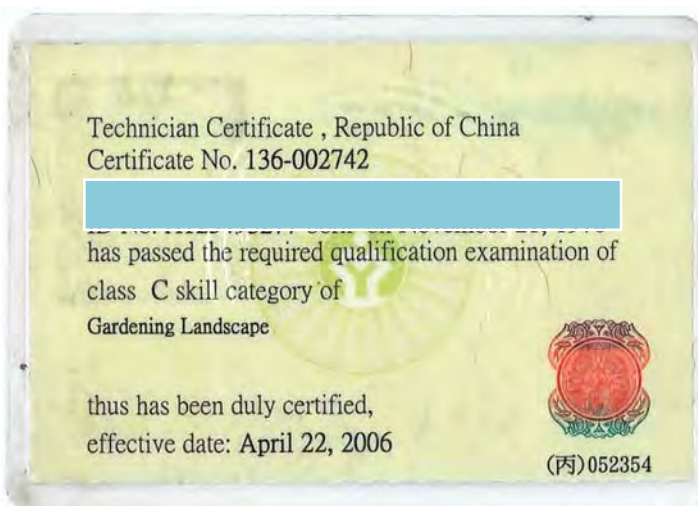 Technician Certificate , Republic of China
Certificate No. 136-002742
has passed the required qualification examination of
class C skill category of
Gardening Landscape
thus has been duly certified,
effective date: April 22, 2006
(丙)052354